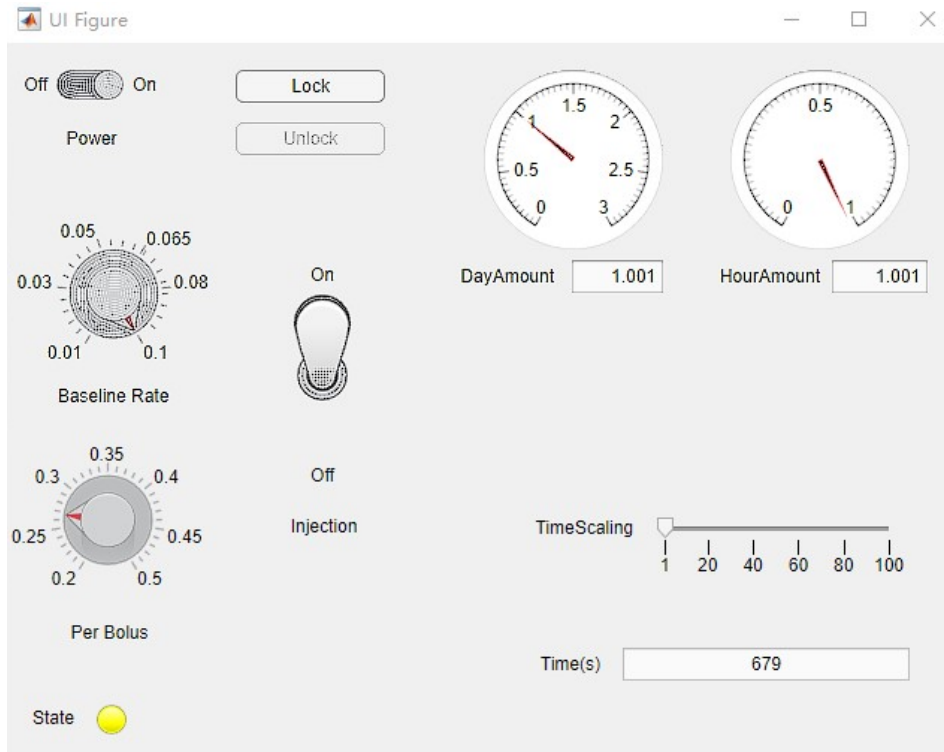 UI Figure
Off On
Power
Lock
Unlock
0 0.5 1 1.5 2 2.5 3
DayAmount 1.001
0 0.5 1
HourAmount 1.001
0.01 0.03 0.05 0.065 0.08 0.1
Baseline Rate
On
Off
Injection
0.2 0.25 0.3 0.35 0.4 0.45 0.5
Per Bolus
TimeScaling
1 20 40 60 80 100
Time(s) 679
State